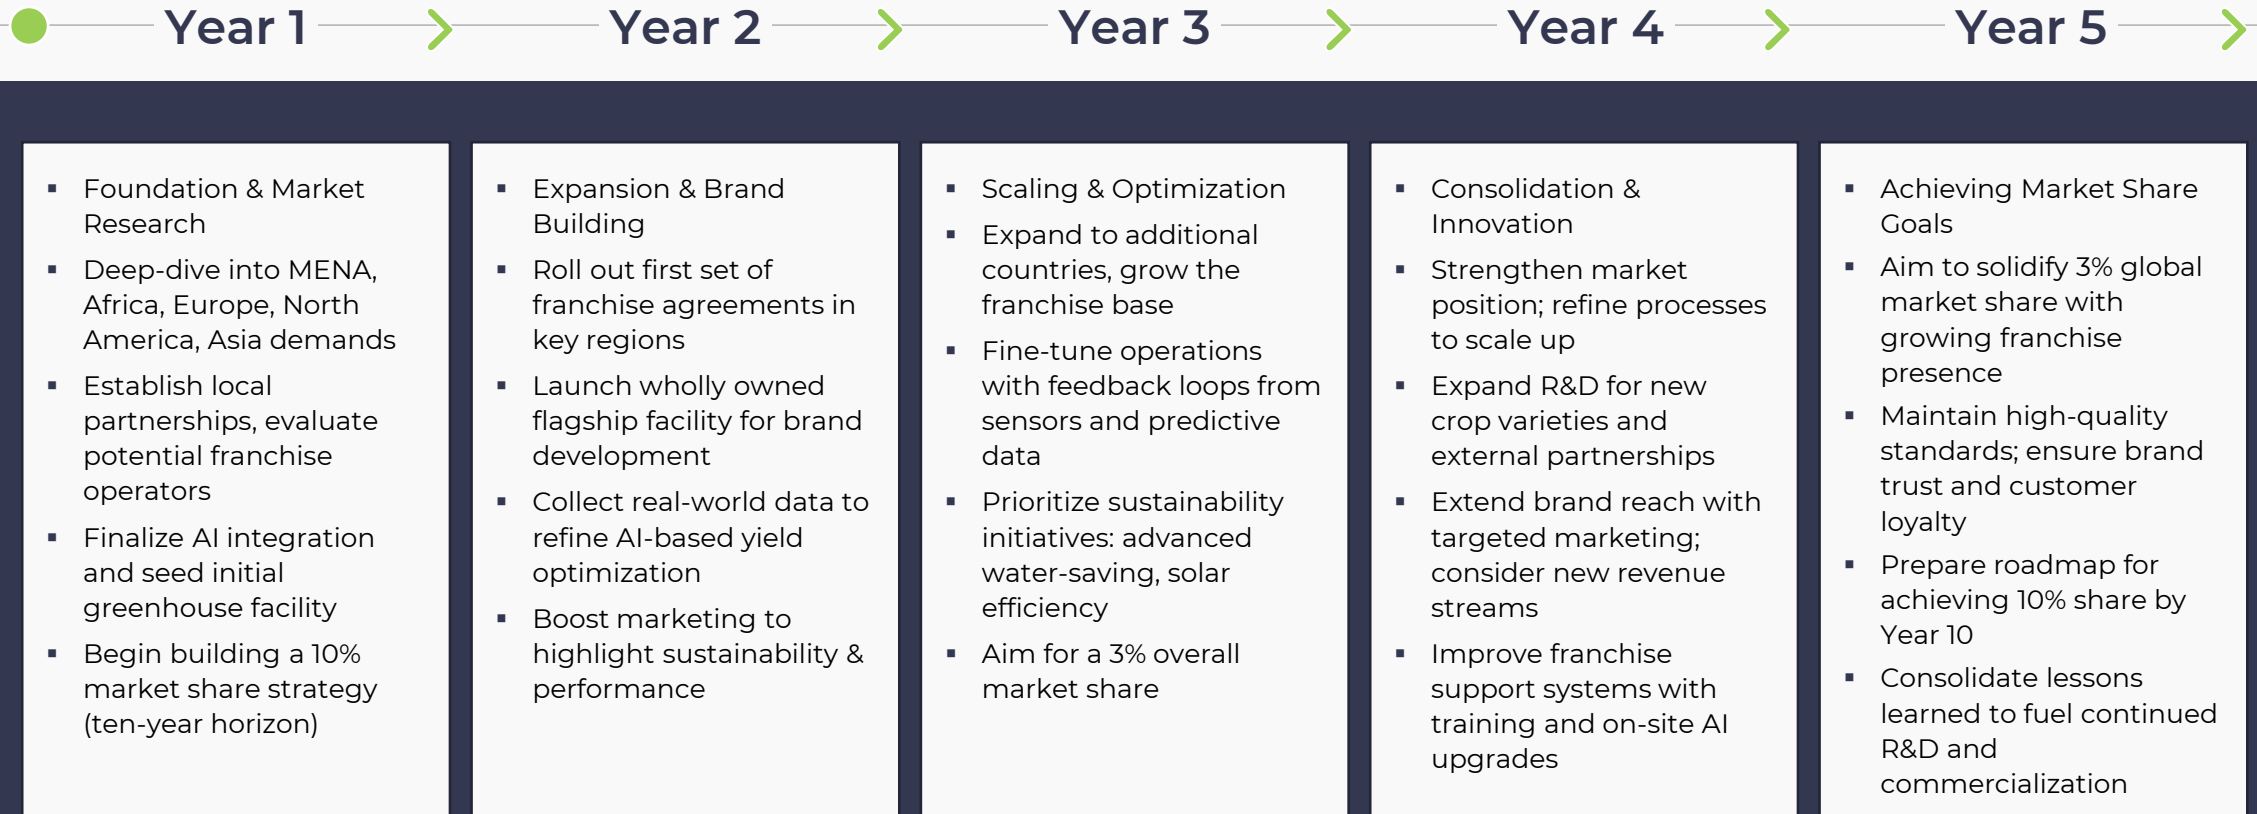 Year 1
Year 2
Year 3
Year 4
Year 5
▪ Foundation & Market
Research
▪ Deep-dive into MENA,
Africa, Europe, North
America, Asia demands
▪ Establish local
partnerships, evaluate
potential franchise
operators
▪ Finalize AI integration
and seed initial
greenhouse facility
▪ Begin building a 10%
market share strategy
(ten-year horizon)
▪ Expansion & Brand
Building
▪ Roll out first set of
franchise agreements in
key regions
▪ Launch wholly owned
flagship facility for brand
development
▪ Collect real-world data to
refine AI-based yield
optimization
▪ Boost marketing to
highlight sustainability &
performance
▪ Scaling & Optimization
▪ Expand to additional
countries, grow the
franchise base
▪ Fine-tune operations
with feedback loops from
sensors and predictive
data
▪ Prioritize sustainability
initiatives: advanced
water-saving, solar
efficiency
▪ Aim for a 3% overall
market share
▪ Consolidation &
Innovation
▪ Strengthen market
position; refine processes
to scale up
▪ Expand R&D for new
crop varieties and
external partnerships
▪ Extend brand reach with
targeted marketing;
consider new revenue
streams
▪ Improve franchise
support systems with
training and on-site AI
upgrades
▪ Achieving Market Share
Goals
▪ Aim to solidify 3% global
market share with
growing franchise
presence
▪ Maintain high-quality
standards; ensure brand
trust and customer
loyalty
▪ Prepare roadmap for
achieving 10% share by
Year 10
▪ Consolidate lessons
learned to fuel continued
R&D and
commercialization